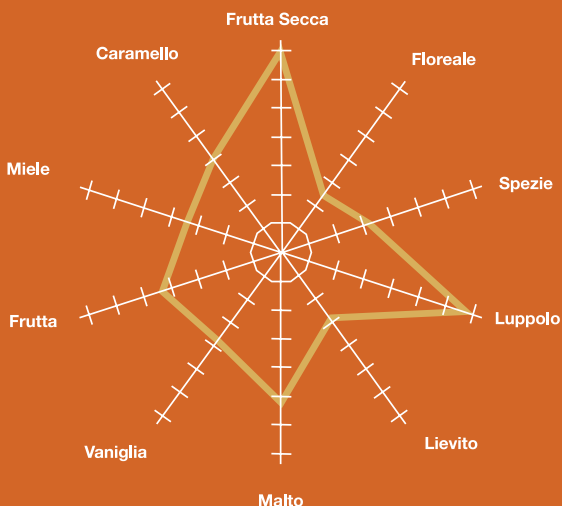 Frutta Secca
Caramello
Floreale
Miele
Spezie
Frutta
Luppolo
Vaniglia
Lievito
Malto